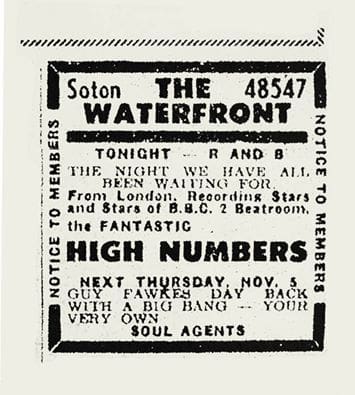 Soton THE 48547
WATERFRONT
TONIGHT — R AND B
THE NIGHT WE HAVE ALL
BEEN WAITING FOR
From London, Recording Stars
and Stars of B.B.C. 2 Beatroom,
the FANTASTIC
HIGH NUMBERS
NEXT THURSDAY, NOV. 5
GUY FAWKES DAY BACK
WITH A BIG BANG — YOUR
VERY OWN
SOUL AGENTS
NOTICE TO MEMBERS
NOTICE TO MEMBERS